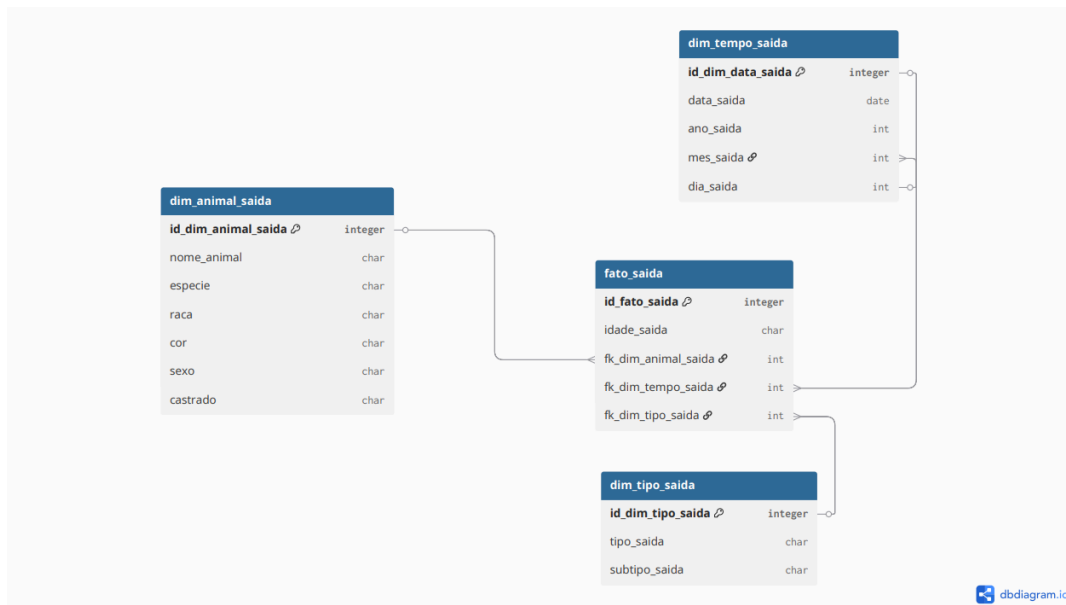 dim_tempo_saida
id_dim_data_saida integer
data_saida date
ano_saida int
mes_saida int
dia_saida int
dim_animal_saida
id_dim_animal_saida integer
nome_animal char
especie char
raca char
cor char
sexo char
castrado char
fato_saida
id_fato_saida integer
idade_saida char
fk_dim_animal_saida int
fk_dim_tempo_saida int
fk_dim_tipo_saida int
dim_tipo_saida
id_dim_tipo_saida integer
tipo_saida char
subtipo_saida char
dbdiagram.io